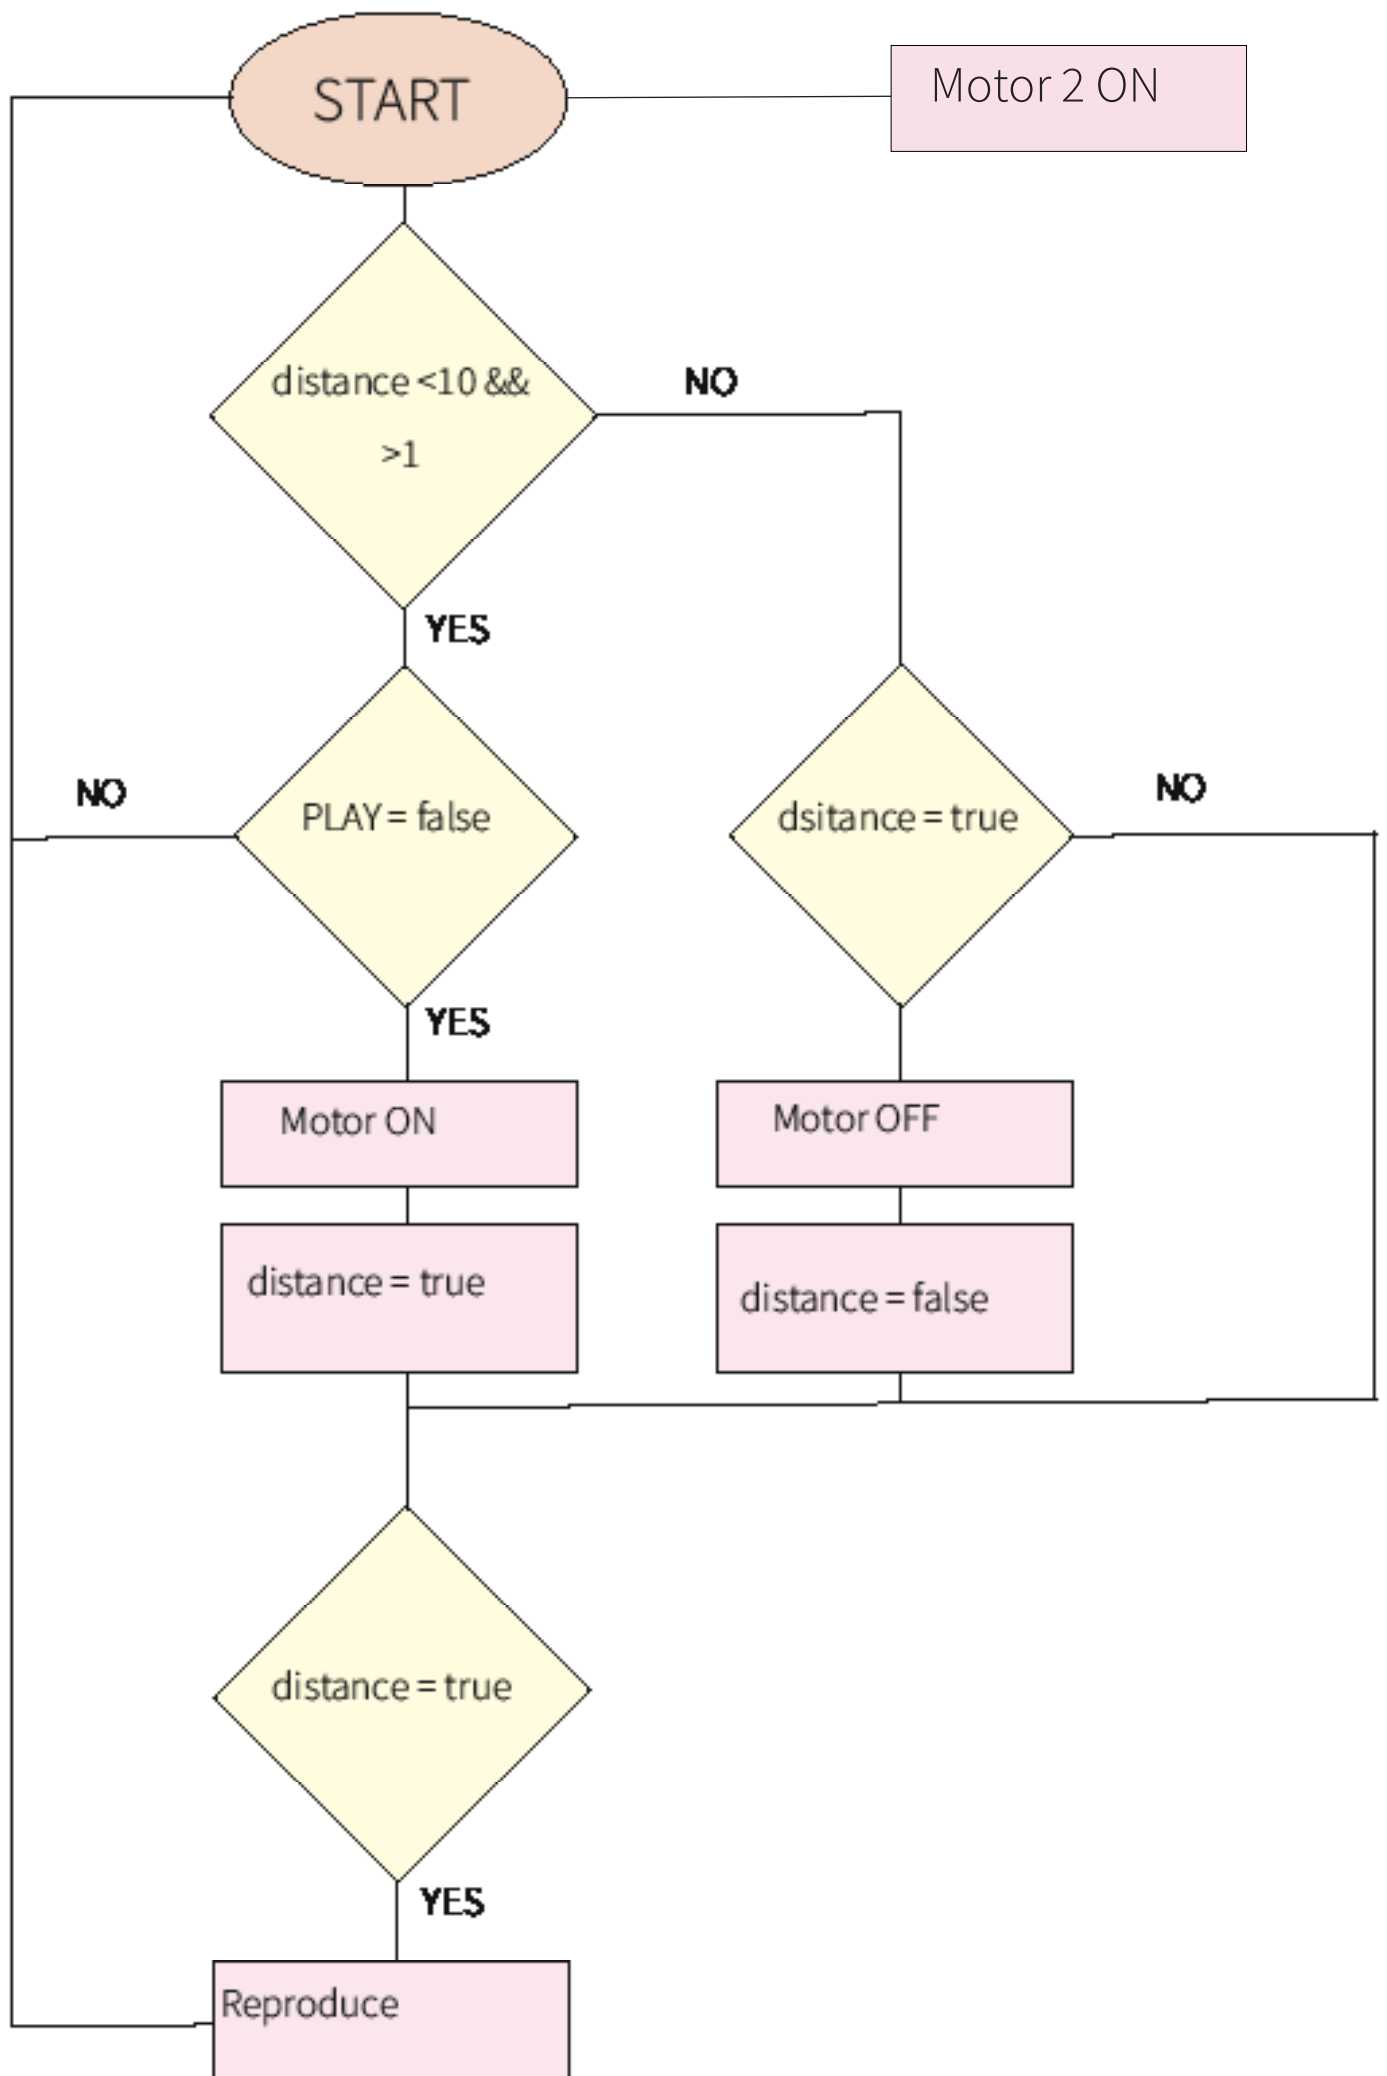 START
Motor 2 ON
distance <10 &&
>1
NO
YES
NO
PLAY = false
dsitance = true
NO
YES
Motor ON
Motor OFF
distance = true
distance = false
distance = true
YES
Reproduce